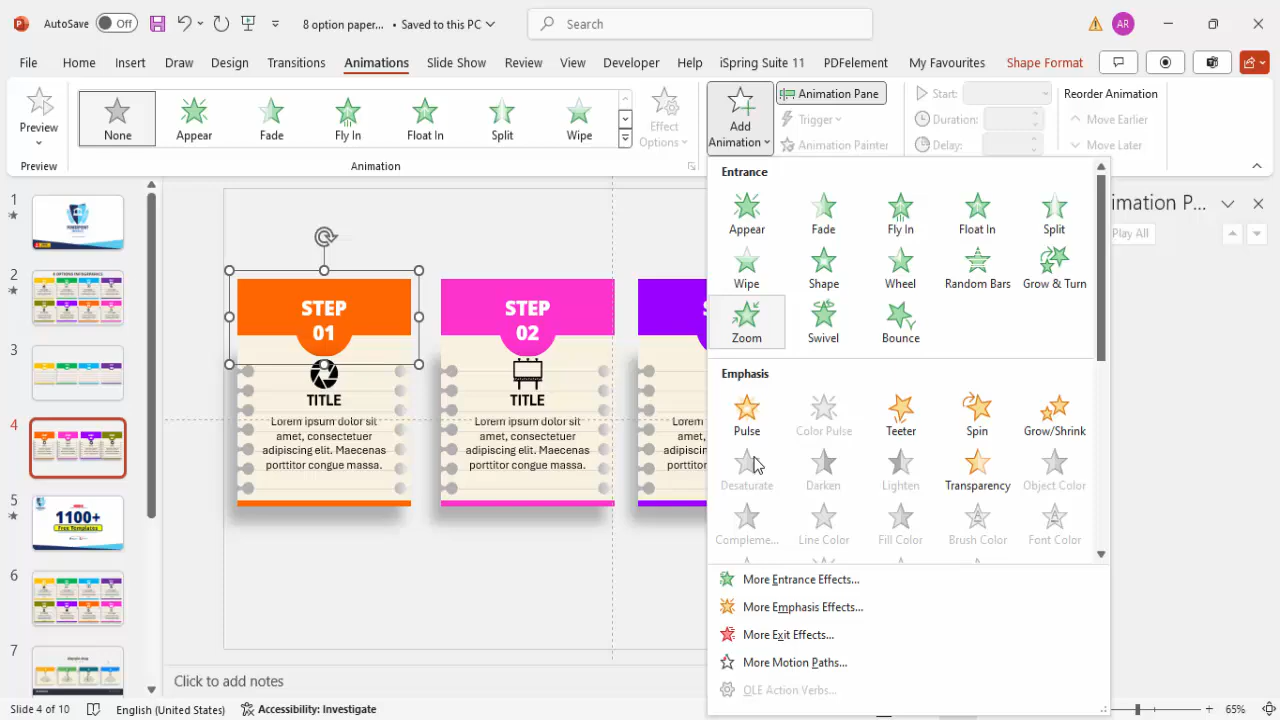 AutoSave Off 8 option paper... • Saved to this PC Search AR
File Home Insert Draw Design Transitions Animations Slide Show Review View Developer Help iSpring Suite 11 PDFelement My Favourites Shape Format
Preview
None Appear Fade Fly In Float In Split Wipe
Effect
Options
Add
Animation
Animation Pane
Trigger
Animation Painter
Start:
Duration:
Delay:
Reorder Animation
Move Earlier
Move Later
Preview Animation
Entrance
Appear Fade Fly In Float In Split
Wipe Shape Wheel Random Bars Grow & Turn
Zoom Swivel Bounce
Emphasis
Pulse Color Pulse Teeter Spin Grow/Shrink
Desaturate Darken Lighten Transparency Object Color
Compleme... Line Color Fill Color Brush Color Font Color
More Entrance Effects...
More Emphasis Effects...
More Exit Effects...
More Motion Paths...
OLE Action Verbs...
imation P...
Play All
1
2
3
4
5
1100+
Free Templates
6
7
STEP
01
TITLE
Lorem ipsum dolor sit
amet, consectetuer
adipiscing elit. Maecenas
porttitor congue massa.
STEP
02
TITLE
Lorem ipsum dolor sit
amet, consectetuer
adipiscing elit. Maecenas
porttitor congue massa.
Click to add notes
Slide 4 of 10 English (United States) Accessibility: Investigate 65%